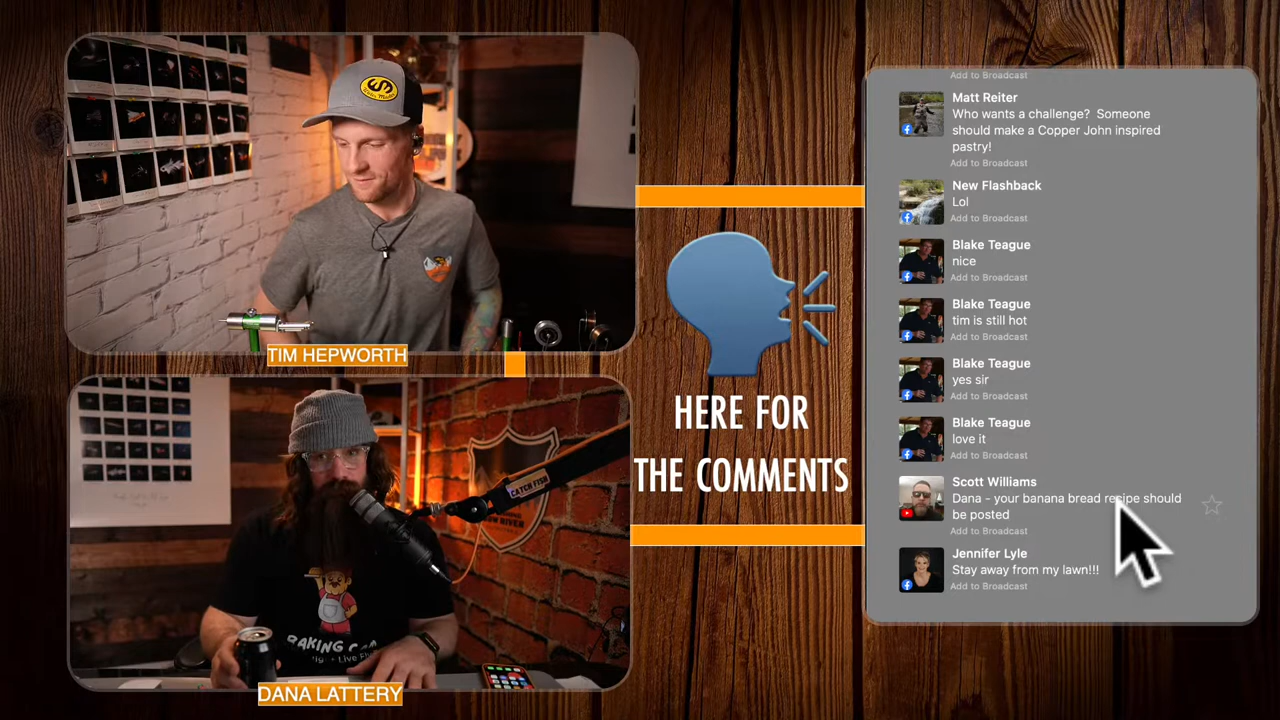 TIM HEPWORTH
CATCH FISH
BAKING CO
DANA LATTERY
HERE FOR
THE COMMENTS
Add to Broadcast
Matt Reiter
Who wants a challenge? Someone
should make a Copper John inspired
pastry!
Add to Broadcast
New Flashback
Lol
Add to Broadcast
Blake Teague
nice
Add to Broadcast
Blake Teague
tim is still hot
Add to Broadcast
Blake Teague
yes sir
Add to Broadcast
Blake Teague
love it
Add to Broadcast
Scott Williams
Dana - your banana bread recipe should
be posted
Add to Broadcast
Jennifer Lyle
Stay away from my lawn!!!
Add to Broadcast